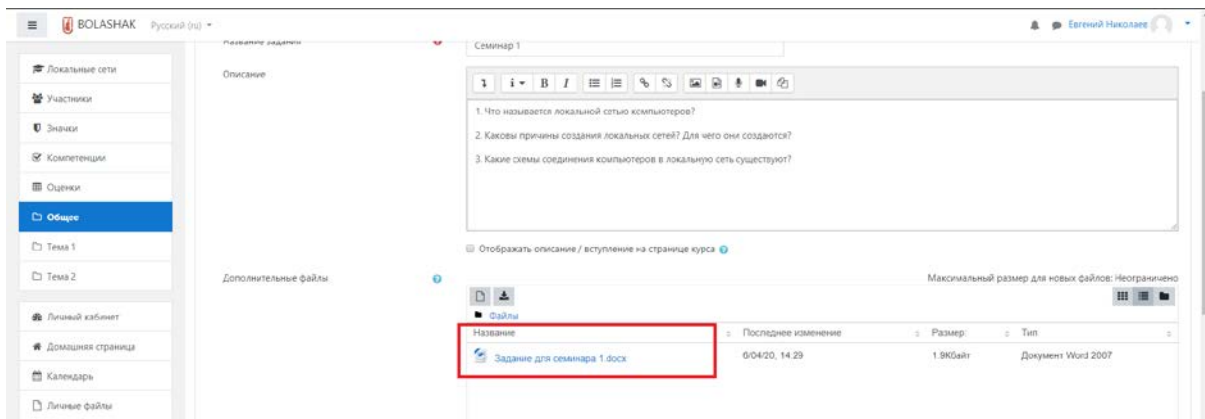 BOLASHAK Русский (ru)
Евгений Николаев
Название задания
Семинар 1
Локальные сети
Участники
Значки
Компетенции
Оценки
Общее
Тема 1
Тема 2
Личный кабинет
Домашняя страница
Календарь
Личные файлы
Описание
i B I
1. Что называется локальной сетью компьютеров?
2. Каковы причины создания локальных сетей? Для чего они создаются?
3. Какие схемы соединения компьютеров в локальную сеть существуют?
Отображать описание / вступление на странице курса
Дополнительные файлы
Максимальный размер для новых файлов: Неограничено
Файлы
Название Последнее изменение Размер Тип
Задание для семинара 1.docx 6/04/20, 14:29 1.9Кбайт Документ Word 2007